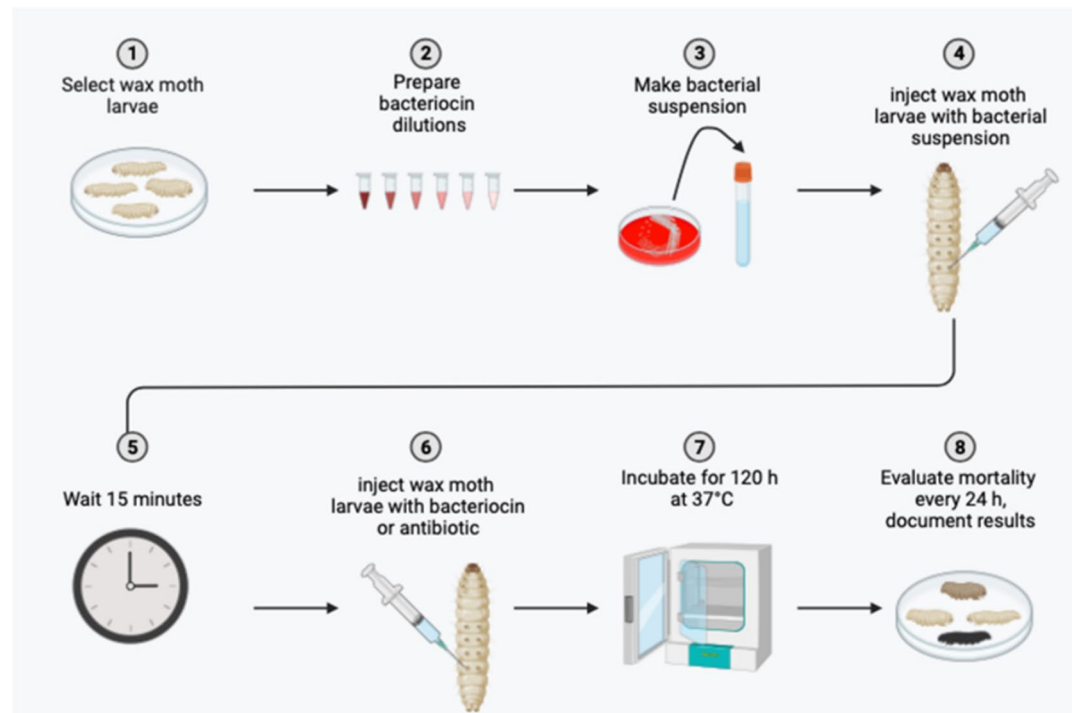 1
Select wax moth
larvae
2
Prepare
bacteriocin
dilutions
3
Make bacterial
suspension
4
inject wax moth
larvae with bacterial
suspension
5
Wait 15 minutes
6
inject wax moth
larvae with bacteriocin
or antibiotic
7
Incubate for 120 h
at 37°C
8
Evaluate mortality
every 24 h,
document results